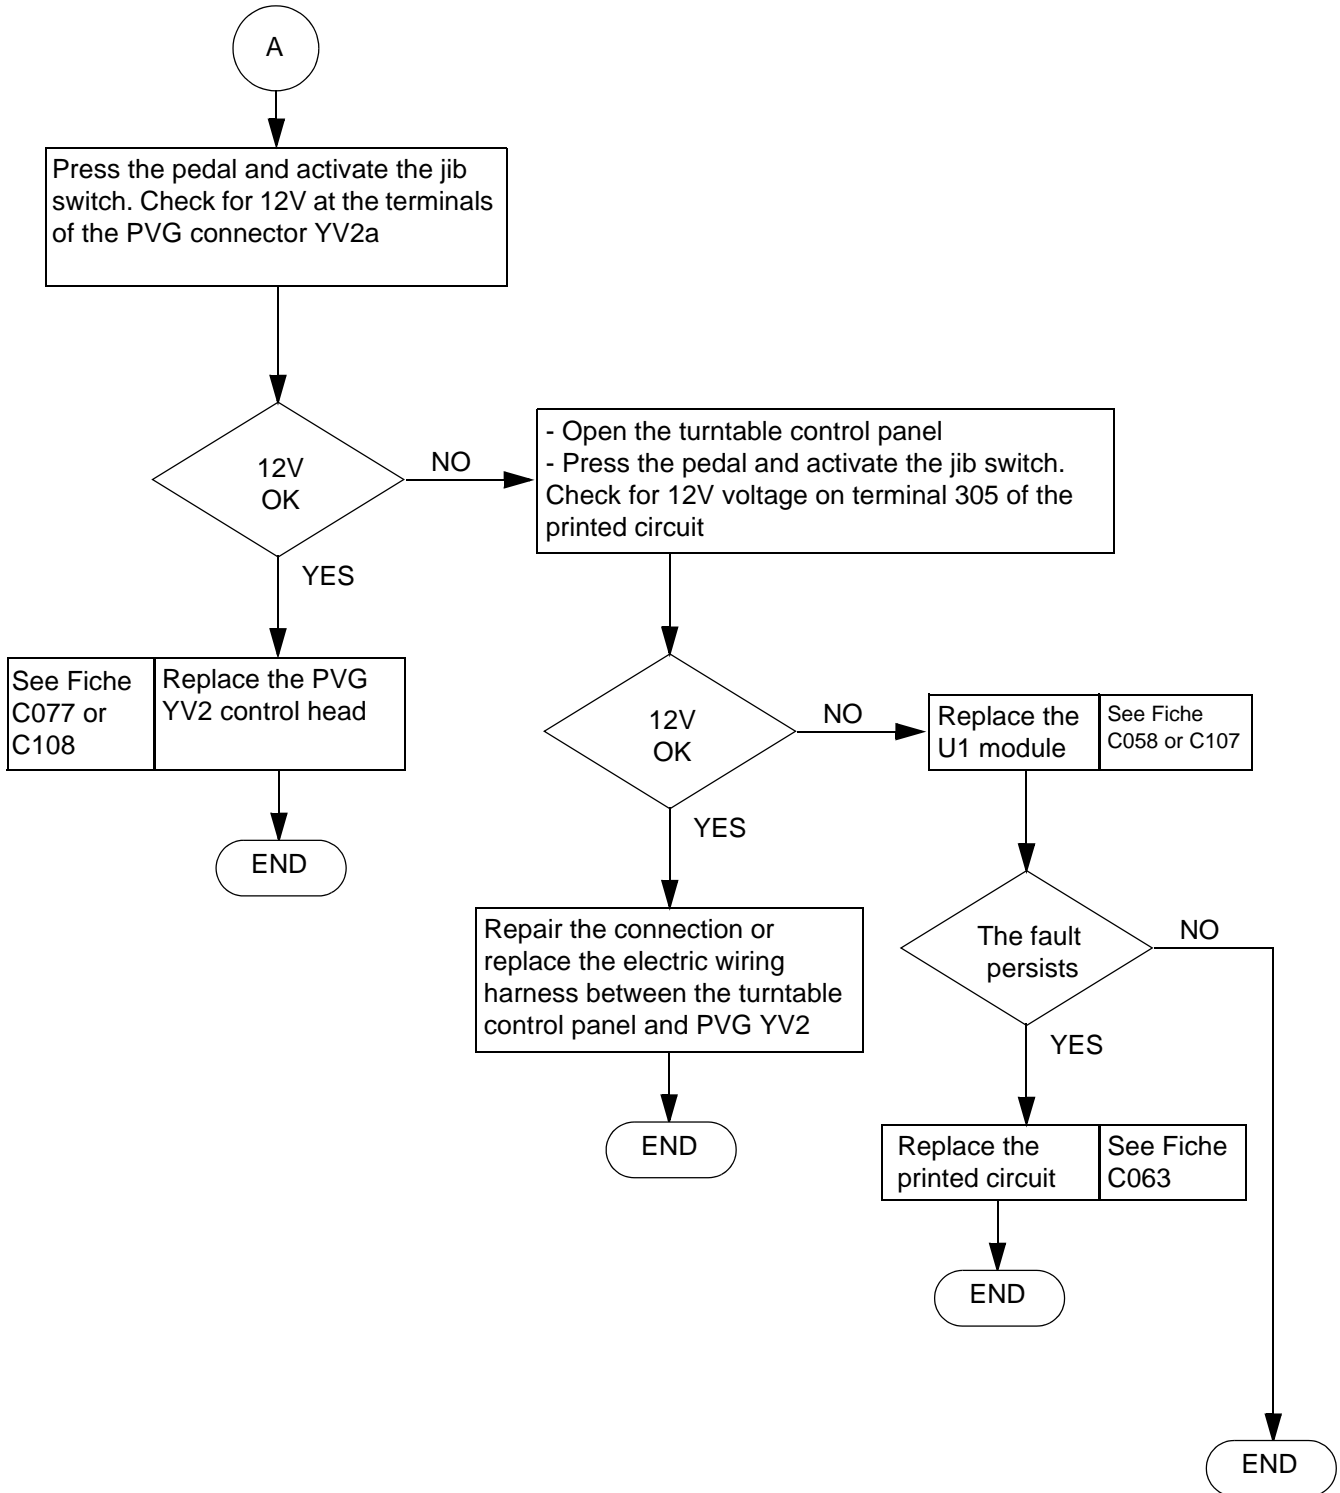 A
Press the pedal and activate the jib
switch. Check for 12V at the terminals
of the PVG connector YV2a
12V
OK
NO
- Open the turntable control panel
- Press the pedal and activate the jib switch.
Check for 12V voltage on terminal 305 of the
printed circuit
YES
See Fiche
C077 or
C108
Replace the PVG
YV2 control head
END
12V
OK
NO
Replace the
U1 module
See Fiche
C058 or C107
YES
Repair the connection or
replace the electric wiring
harness between the turntable
control panel and PVG YV2
END
The fault
persists
NO
YES
Replace the
printed circuit
See Fiche
C063
END
END